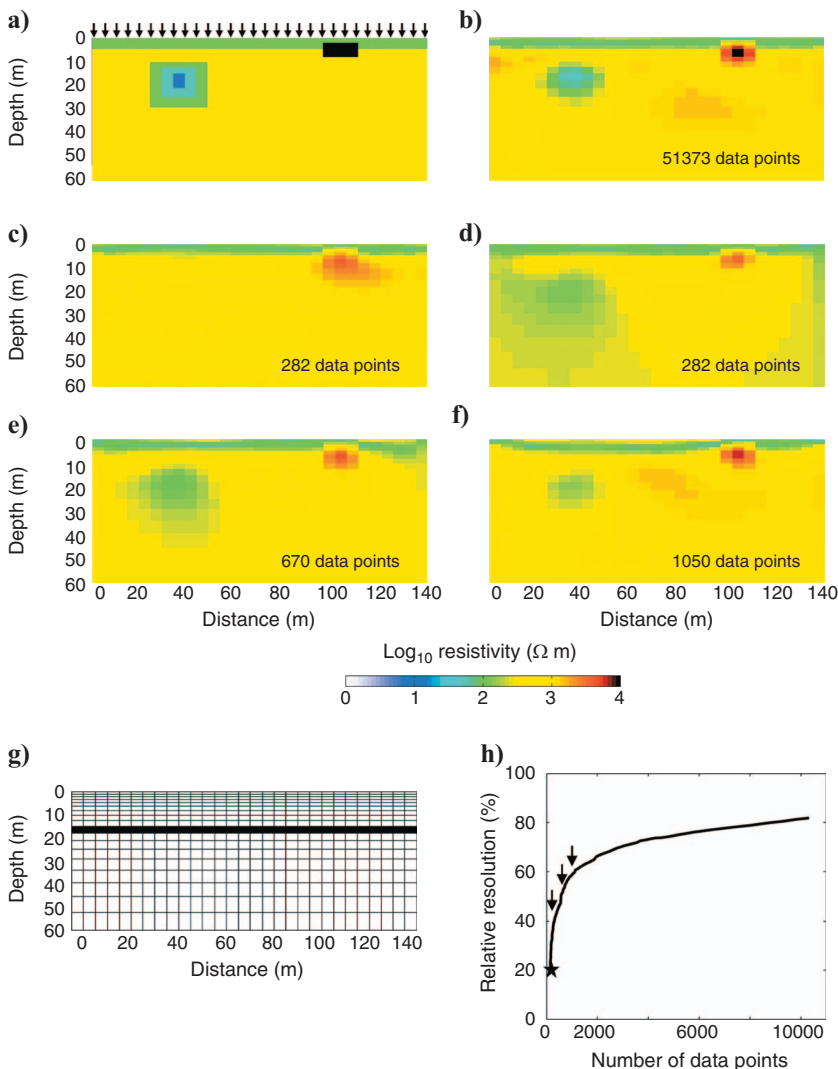 a)
0
10
20
30
40
50
60
Depth (m)
b)
51373 data points
c)
0
10
20
30
40
50
60
Depth (m)
282 data points
d)
282 data points
e)
0
10
20
30
40
50
60
Depth (m)
670 data points
0 20 40 60 80 100 120 140
Distance (m)
f)
1050 data points
0 20 40 60 80 100 120 140
Distance (m)
Log10 resistivity (Ω m)
0 1 2 3 4
g)
0
10
20
30
40
50
60
Depth (m)
0 20 40 60 80 100 120 140
Distance (m)
h)
100
80
60
40
20
0
Relative resolution (%)
0 2000 6000 10000
Number of data points